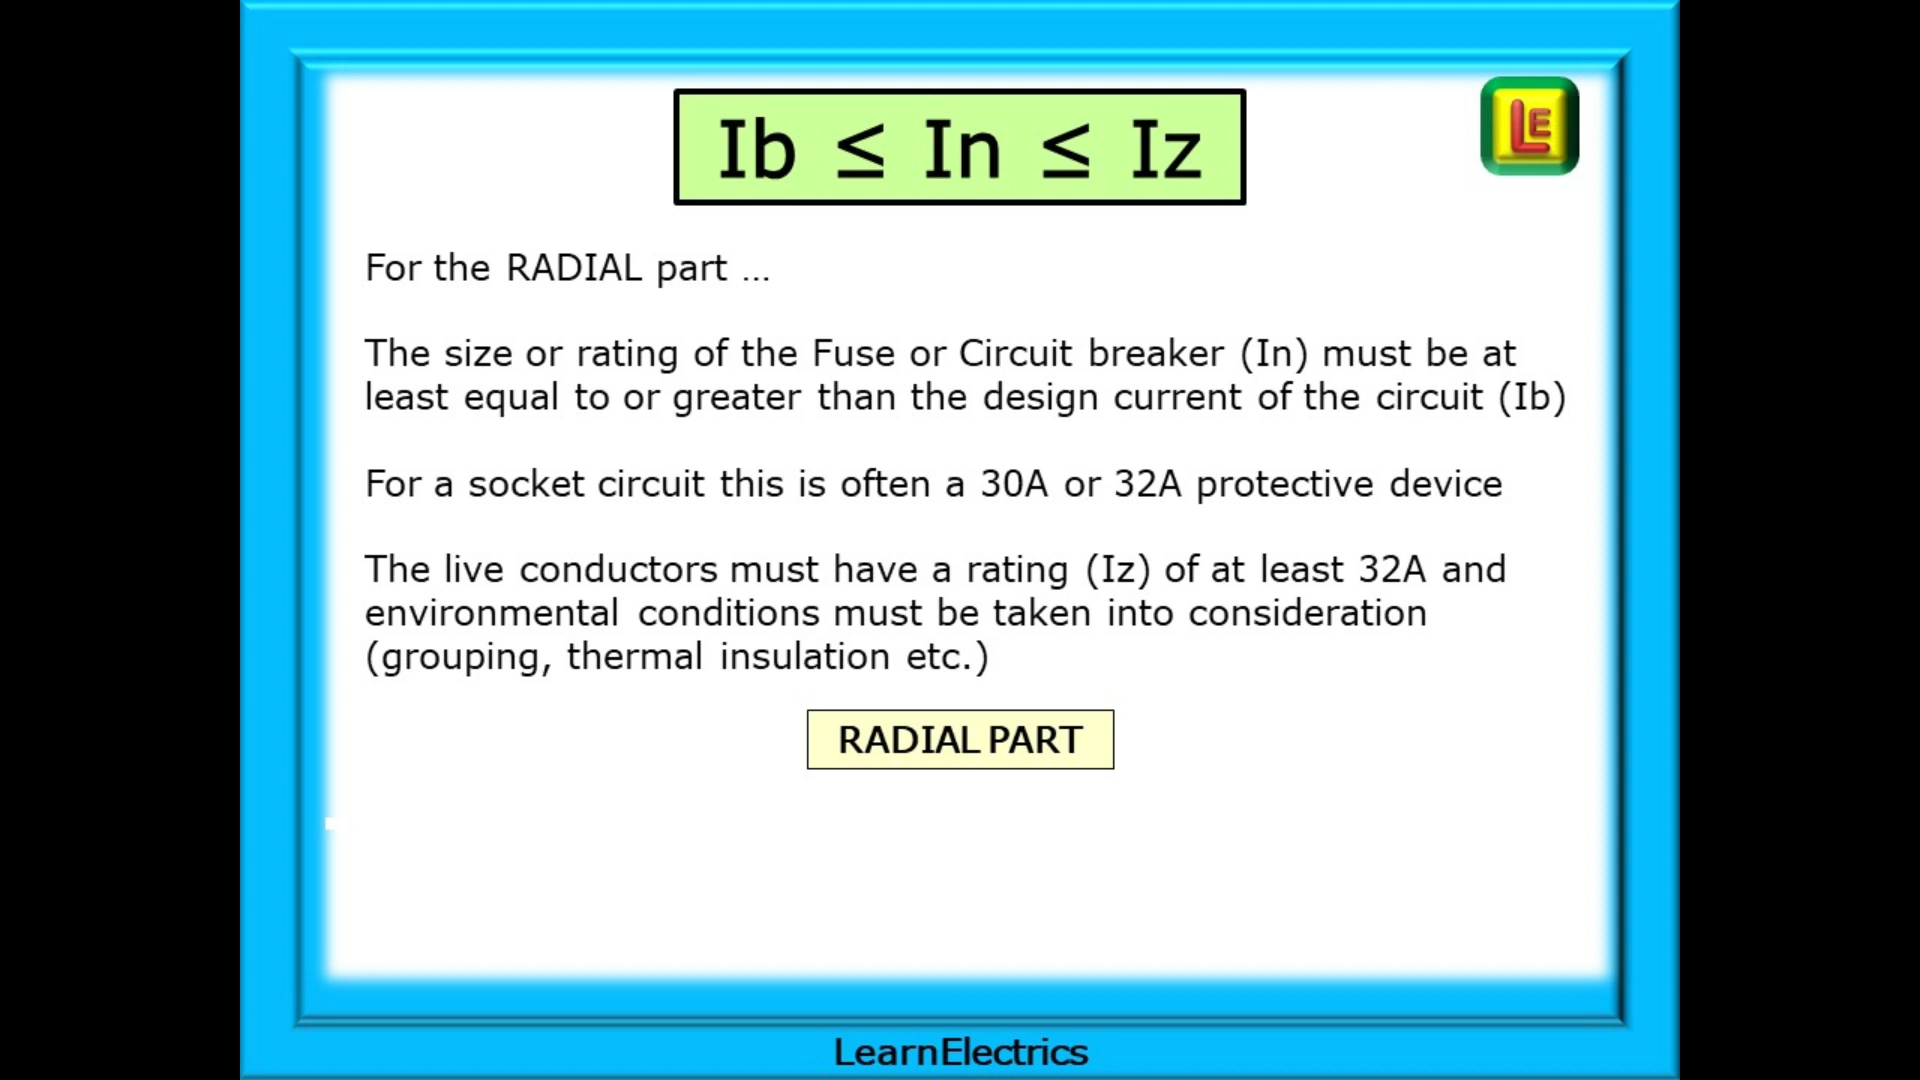 Ib ≤ In ≤ Iz
LE
For the RADIAL part ...
The size or rating of the Fuse or Circuit breaker (In) must be at
least equal to or greater than the design current of the circuit (Ib)
For a socket circuit this is often a 30A or 32A protective device
The live conductors must have a rating (Iz) of at least 32A and
environmental conditions must be taken into consideration
(grouping, thermal insulation etc.)
RADIAL PART
LearnElectrics